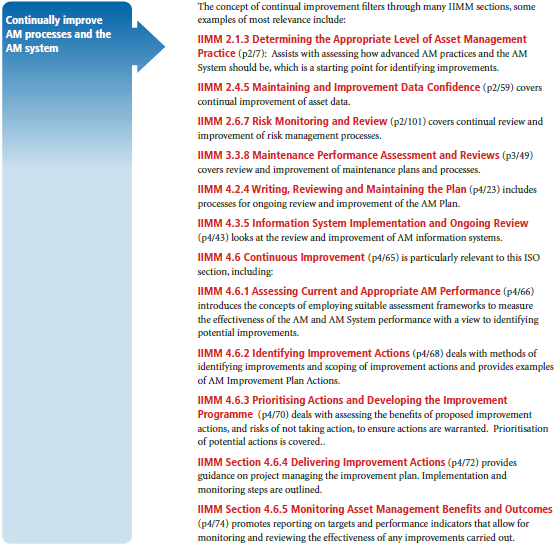 Continually improve
AM processes and the
AM system
The concept of continual improvement filters through many IIMM sections, some
examples of most relevance include:
IIMM 2.1.3 Determining the Appropriate Level of Asset Management
Practice (p2/7): Assists with assessing how advanced AM practices and the AM
System should be, which is a starting point for identifying improvements.
IIMM 2.4.5 Maintaining and Improvement Data Confidence (p2/59) covers
continual improvement of asset data.
IIMM 2.6.7 Risk Monitoring and Review (p2/101) covers continual review and
improvement of risk management processes.
IIMM 3.3.8 Maintenance Performance Assessment and Reviews (p3/49)
covers review and improvement of maintenance plans and processes.
IIMM 4.2.4 Writing, Reviewing and Maintaining the Plan (p4/23) includes
processes for ongoing review and improvement of the AM Plan.
IIMM 4.3.5 Information System Implementation and Ongoing Review
(p4/43) looks at the review and improvement of AM information systems.
IIMM 4.6 Continuous Improvement (p4/65) is particularly relevant to this ISO
section, including:
IIMM 4.6.1 Assessing Current and Appropriate AM Performance (p4/66)
introduces the concepts of employing suitable assessment frameworks to measure
the effectiveness of the AM and AM System performance with a view to identifying
potential improvements.
IIMM 4.6.2 Identifying Improvement Actions (p4/68) deals with methods of
identifying improvements and scoping of improvement actions and provides examples
of AM Improvement Plan Actions.
IIMM 4.6.3 Prioritising Actions and Developing the Improvement
Programme (p4/70) deals with assessing the benefits of proposed improvement
actions, and risks of not taking action, to ensure actions are warranted. Prioritisation
of potential actions is covered..
IIMM Section 4.6.4 Delivering Improvement Actions (p4/72) provides
guidance on project managing the improvement plan. Implementation and
monitoring steps are outlined.
IIMM Section 4.6.5 Monitoring Asset Management Benefits and Outcomes
(p4/74) promotes reporting on targets and performance indicators that allow for
monitoring and reviewing the effectiveness of any improvements carried out.